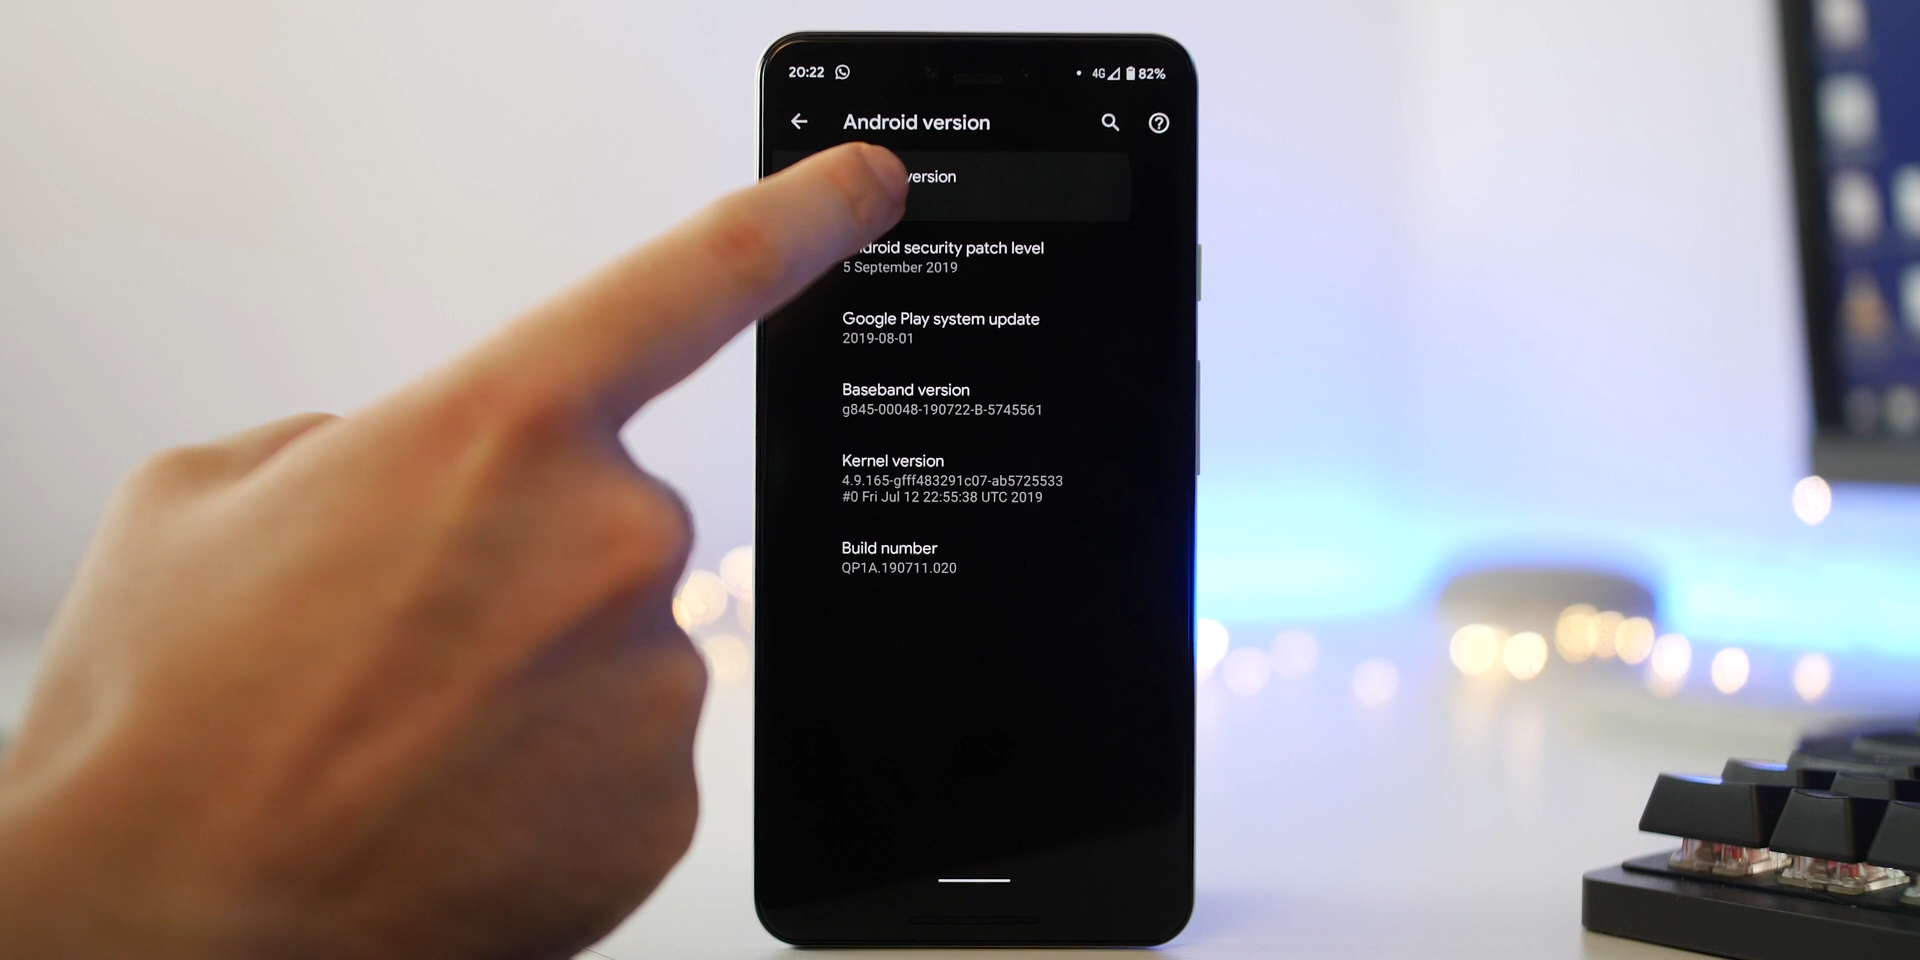 20:22 4G 82%
Android version
version
Android security patch level
5 September 2019
Google Play system update
2019-08-01
Baseband version
g845-00048-190722-B-5745561
Kernel version
4.9.165-gfff483291c07-ab5725533
#0 Fri Jul 12 22:55:38 UTC 2019
Build number
QP1A.190711.020